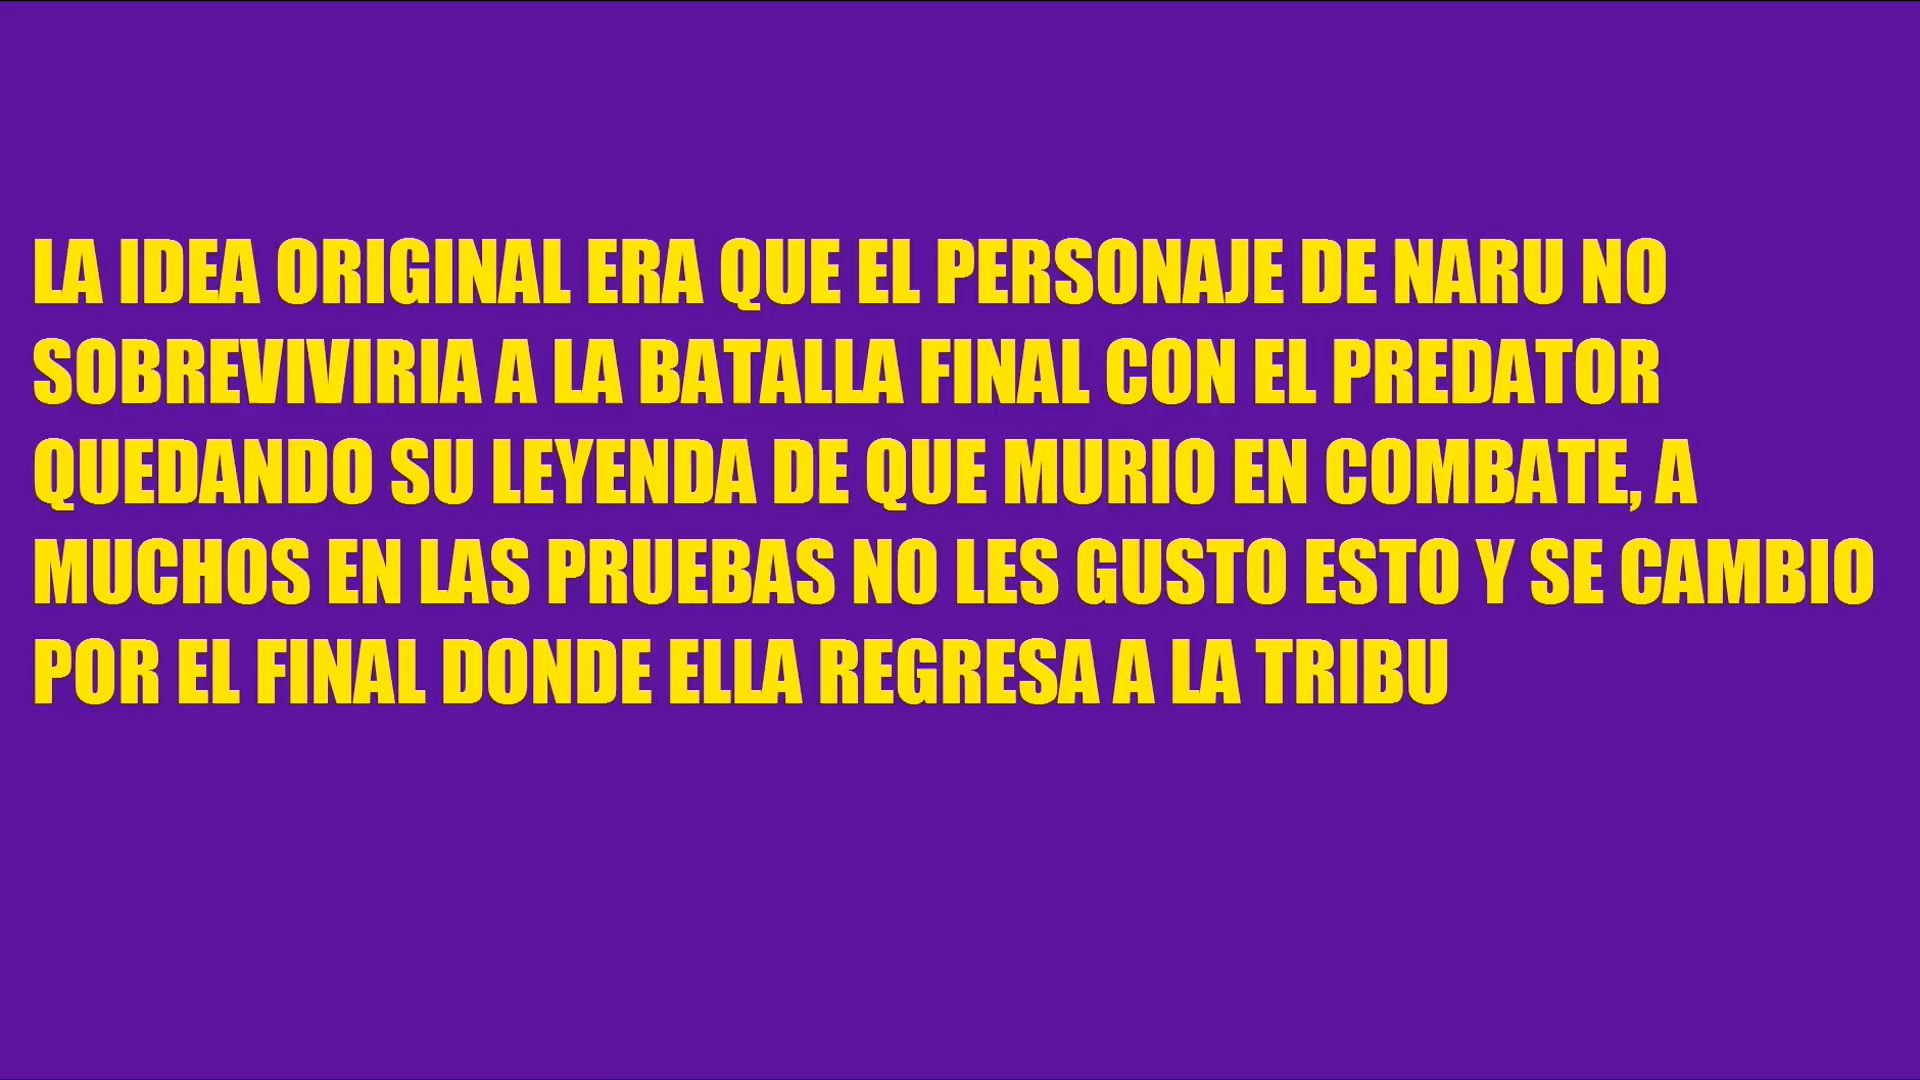 LA IDEA ORIGINAL ERA QUE EL PERSONAJE DE NARU NO
SOBREVIVIRIA A LA BATALLA FINAL CON EL PREDATOR
QUEDANDO SU LEYENDA DE QUE MURIO EN COMBATE, A
MUCHOS EN LAS PRUEBAS NO LES GUSTO ESTO Y SE CAMBIO
POR EL FINAL DONDE ELLA REGRESA A LA TRIBU